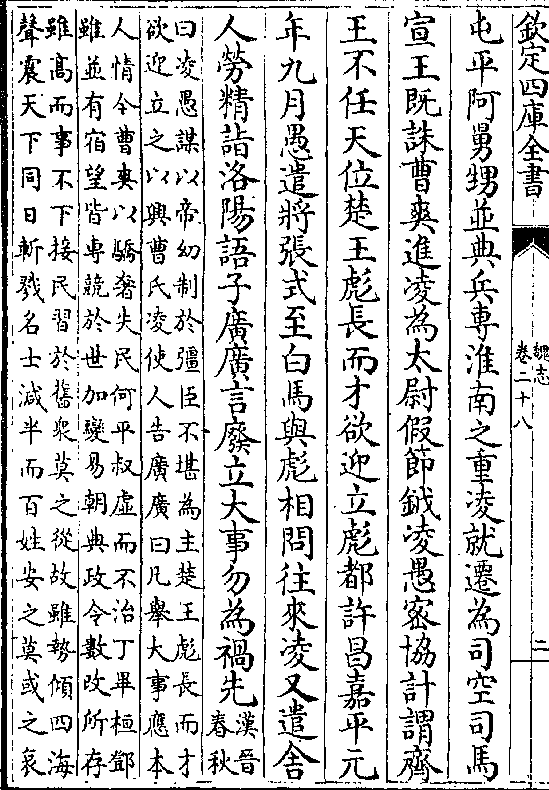 欽定四庫全書
魏志
卷二十八
二
屯平阿舅甥並典兵專淮南之重凌就遷為司空司馬
宣王既誅曹爽進凌為太尉假節鉞凌愚密協計謂齊
王不任天位楚王彪長而才欲迎立彪都許昌嘉平元
年九月愚遣將張式至白馬與彪相問往來凌又遣舍
人勞精詣洛陽語子廣廣言廢立大事勿為禍先
漢晉
春秋
曰凌愚謀以帝幼制於彊臣不堪為主楚王彪長而才
欲迎立之以興曹氏凌使人告廣廣曰凡舉大事應本
人情今曹爽以驕奢失民何平叔虛而不治丁畢桓鄧
雖並有宿望皆專競於世加變易朝典政令數改所存
雖高而事不下接民習於舊衆莫之從故雖勢傾四海
聲震天下同日斬戮名士減半而百姓安之莫或之哀